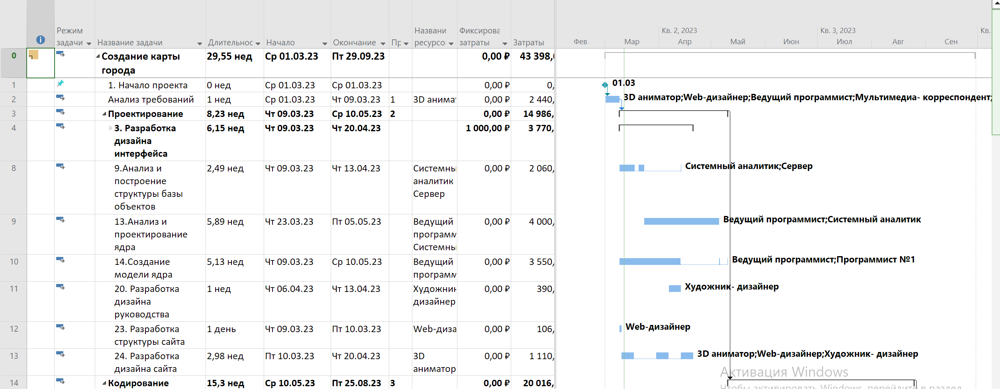 Режим задачи
Название задачи
Длительнос
Начало
Окончание
Пр
Названи ресурсо
Фиксирова затраты
Затраты
Кв. 2, 2023
Кв. 3, 2023
Кв.
Фев
Мар
Апр
Май
Июн
Июл
Авг
Сен
0 Создание карты города 29,55 нед Ср 01.03.23 Пт 29.09.23 0,00 ₽ 43 398,
1 1. Начало проекта 0 нед Ср 01.03.23 Ср 01.03.23 0,00 ₽ 0,
01.03
2 Анализ требований 1 нед Ср 01.03.23 Чт 09.03.23 1 3D анимат 0,00 ₽ 2 440,
3D аниматор;Web-дизайнер;Ведущий программист;Мультимедиа- корреспондент;
3 Проектирование 8,23 нед Чт 09.03.23 Ср 10.05.23 2 0,00 ₽ 14 986,
4 3. Разработка 6,15 нед Чт 09.03.23 Чт 20.04.23 1 000,00 ₽ 3 770,
дизайна
интерфейса
8 9.Анализ и 2,49 нед Чт 09.03.23 Чт 13.04.23 Системны 0,00 ₽ 2 060,
построение аналитик
структуры базы Сервер
объектов
Системный аналитик;Сервер
9 13.Анализ и 5,89 нед Чт 23.03.23 Пт 05.05.23 Ведущий 0,00 ₽ 4 000,
проектирование программ
ядра Системны
Ведущий программист;Системный аналитик
10 14.Создание 5,13 нед Чт 09.03.23 Ср 10.05.23 Ведущий 0,00 ₽ 3 550,
модели ядра программ
Ведущий программист;Программист №1
11 20. Разработка 1 нед Чт 06.04.23 Чт 13.04.23 Художник 0,00 ₽ 390,
дизайна дизайнер
руководства
Художник- дизайнер
12 23. Разработка 1 день Чт 09.03.23 Пт 10.03.23 Web-диза 0,00 ₽ 106,
структуры сайта
Web-дизайнер
13 24. Разработка 2,98 нед Пт 10.03.23 Чт 20.04.23 3D 0,00 ₽ 1 110,
дизайна сайта аниматор
3D аниматор;Web-дизайнер;Художник- дизайнер
14 Кодирование 15,3 нед Ср 10.05.23 Пт 25.08.23 3 0,00 ₽ 20 016,
Активация Windows
Чтобы активировать Windows, перейдите в раздел